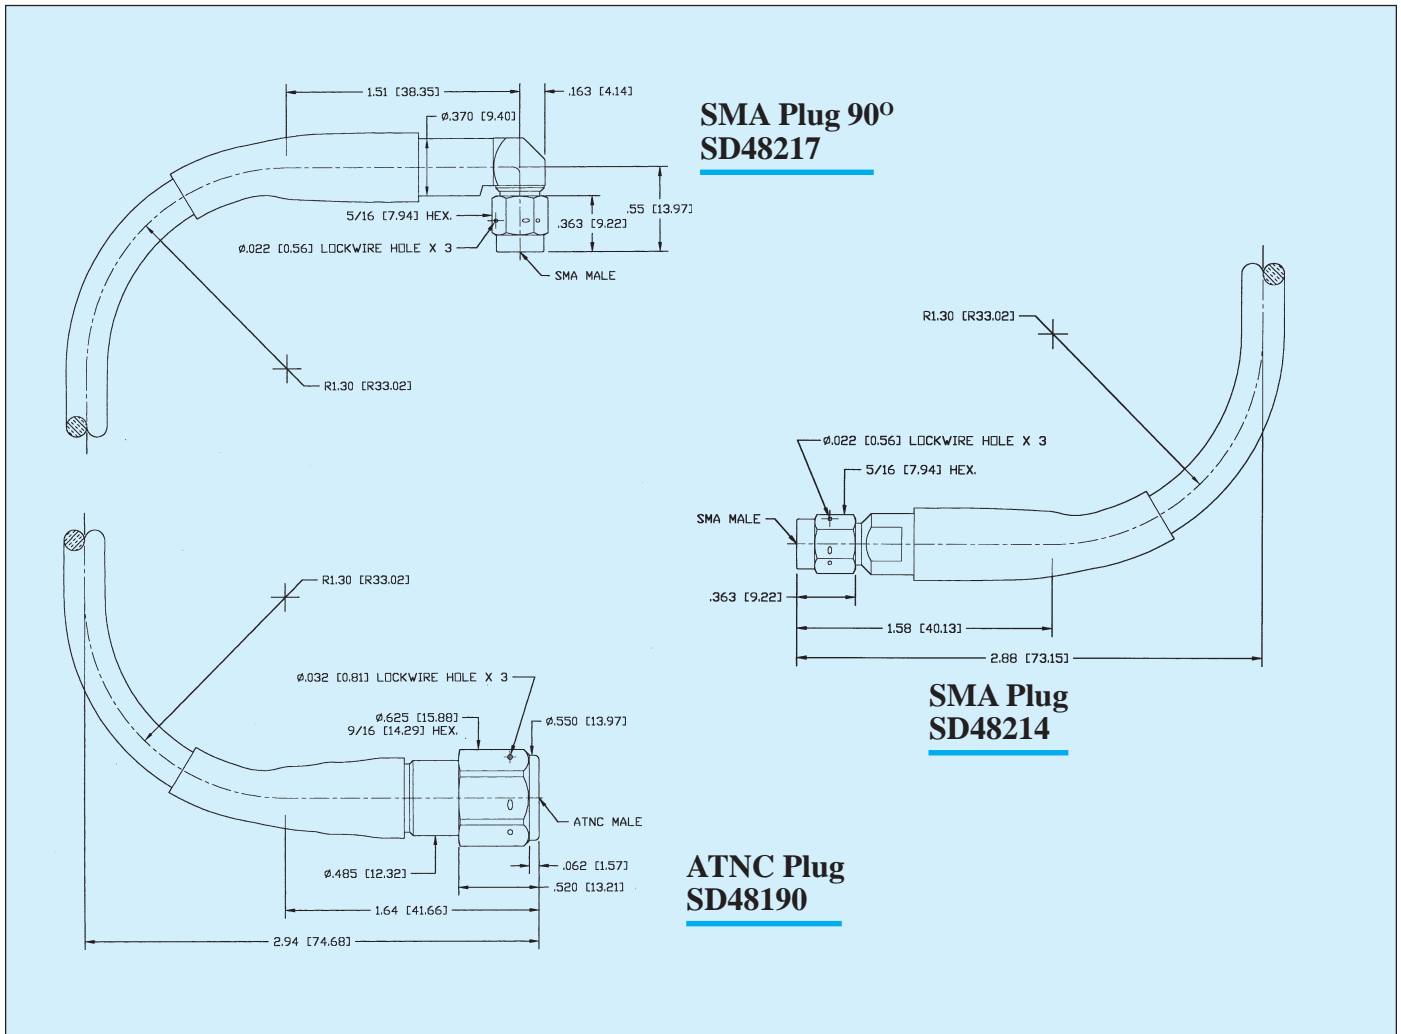 1.51 [38.35]
.163 [4.14]
Ø.370 [9.40]
SMA Plug 90º
SD48217
5/16 [7.94] HEX.
.363 [9.22]
.55 [13.97]
Ø.022 [0.56] LOCKWIRE HOLE X 3
SMA MALE
R1.30 [R33.02]
R1.30 [R33.02]
Ø.022 [0.56] LOCKWIRE HOLE X 3
5/16 [7.94] HEX.
SMA MALE
.363 [9.22]
1.58 [40.13]
2.88 [73.15]
SMA Plug
SD48214
R1.30 [R33.02]
Ø.032 [0.81] LOCKWIRE HOLE X 3
Ø.625 [15.88]
9/16 [14.29] HEX.
Ø.550 [13.97]
ATNC MALE
Ø.485 [12.32]
.062 [1.57]
.520 [13.21]
1.64 [41.66]
2.94 [74.68]
ATNC Plug
SD48190